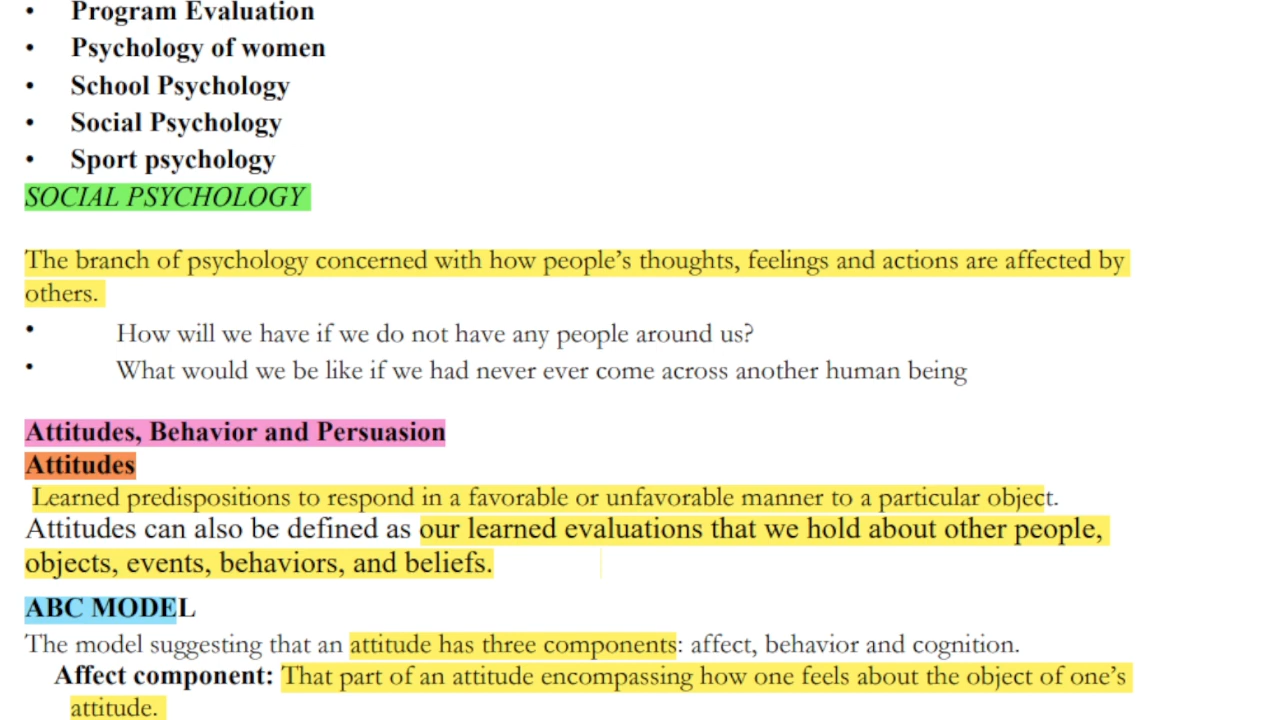 • Program Evaluation
• Psychology of women
• School Psychology
• Social Psychology
• Sport psychology
SOCIAL PSYCHOLOGY
The branch of psychology concerned with how people’s thoughts, feelings and actions are affected by
others.
• How will we have if we do not have any people around us?
• What would we be like if we had never ever come across another human being
Attitudes, Behavior and Persuasion
Attitudes
Learned predispositions to respond in a favorable or unfavorable manner to a particular object.
Attitudes can also be defined as our learned evaluations that we hold about other people,
objects, events, behaviors, and beliefs.
ABC MODEL
The model suggesting that an attitude has three components: affect, behavior and cognition.
Affect component: That part of an attitude encompassing how one feels about the object of one’s
attitude.